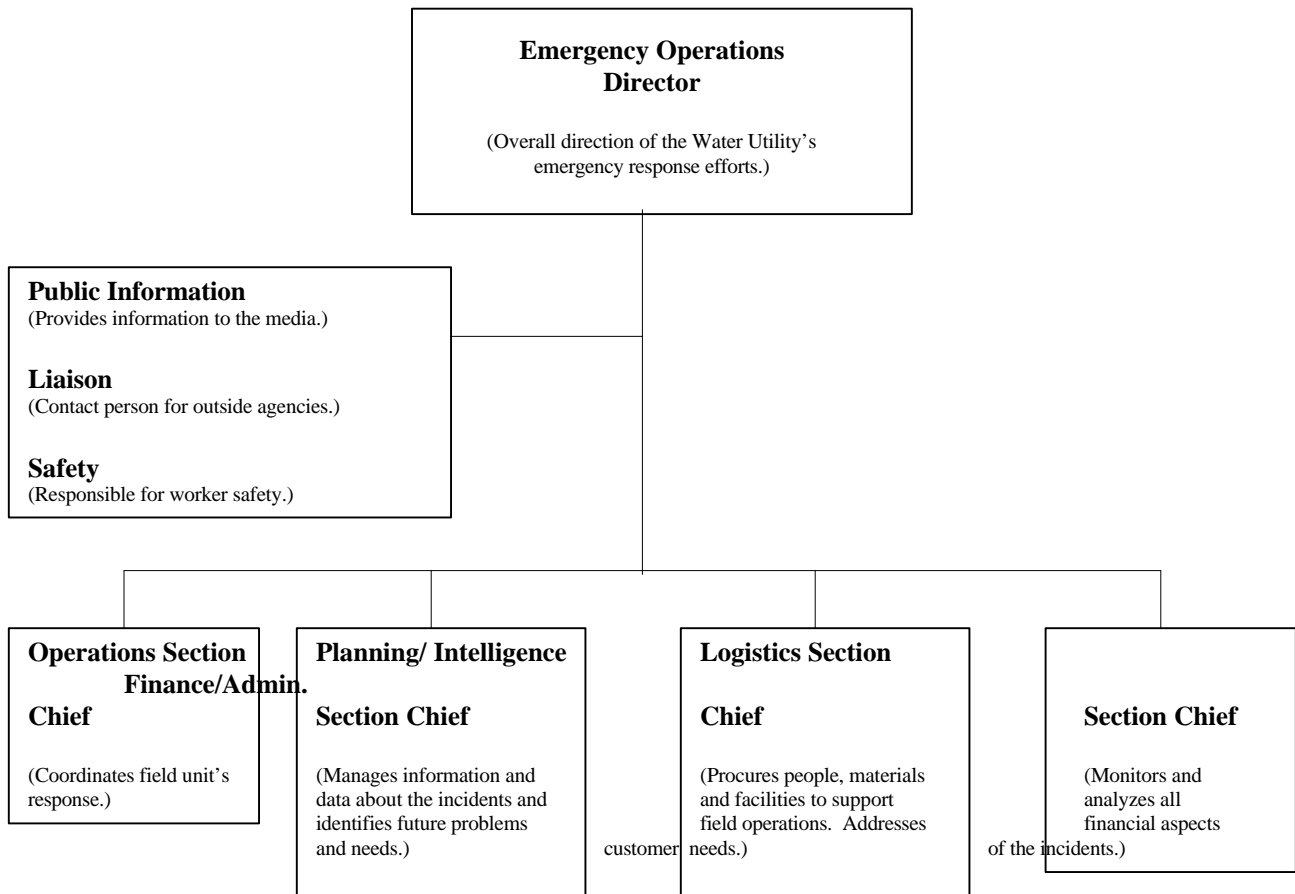 Emergency Operations
Director
(Overall direction of the Water Utility’s
emergency response efforts.)
Public Information
(Provides information to the media.)
Liaison
(Contact person for outside agencies.)
Safety
(Responsible for worker safety.)
Operations Section
Finance/Admin.
Chief
(Coordinates field unit’s
response.)
Planning/ Intelligence
Section Chief
(Manages information and
data about the incidents and
identifies future problems
and needs.)
Logistics Section
Chief
(Procures people, materials
and facilities to support
field operations.  Addresses
customer needs.)
Section Chief
(Monitors and
analyzes all
financial aspects
of the incidents.)